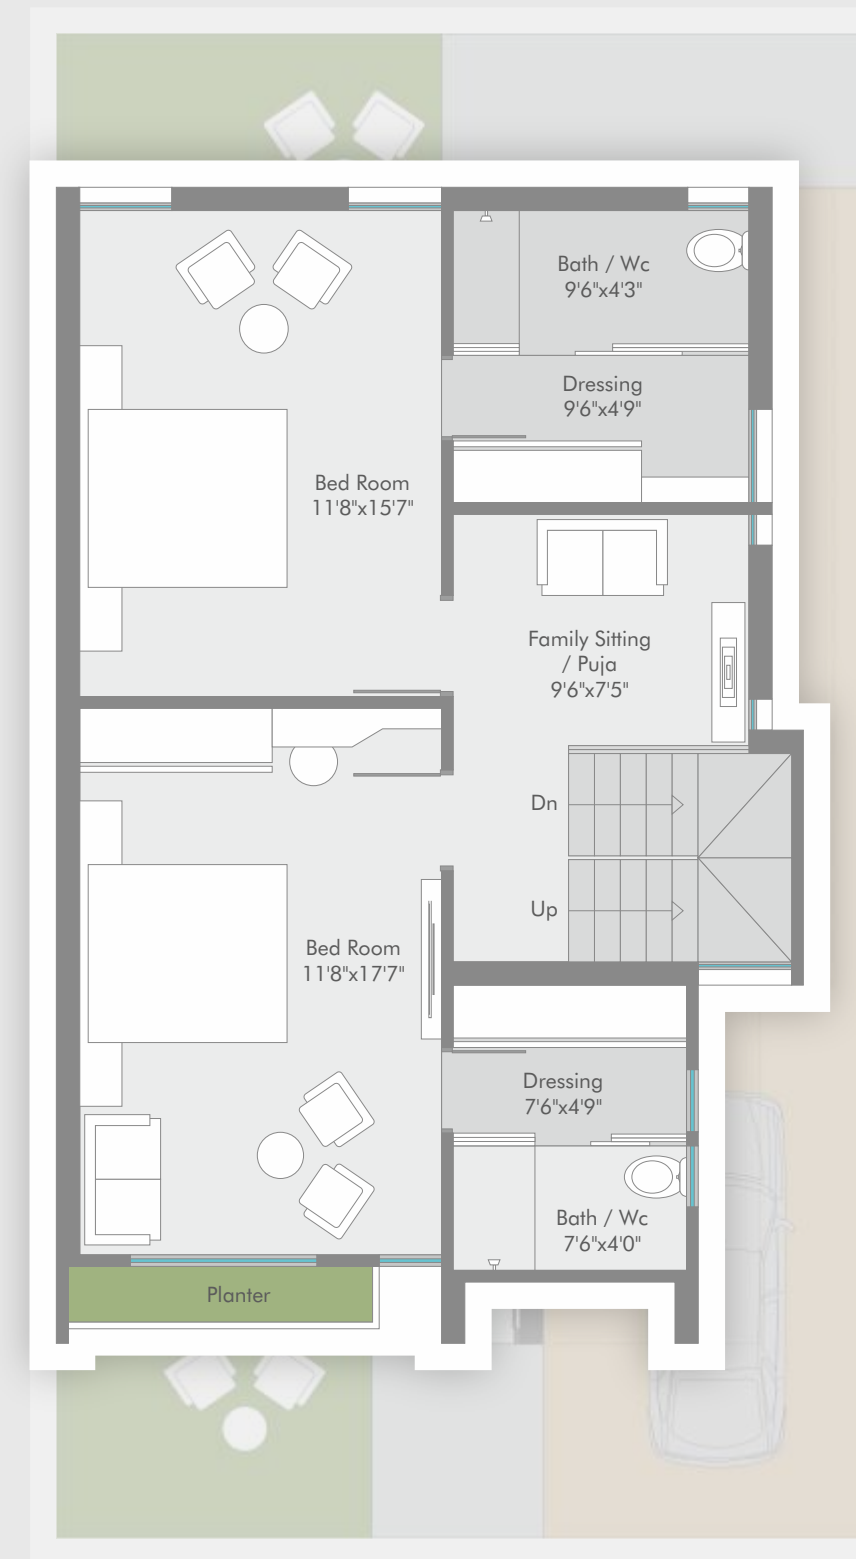 Bath / Wc
9'6"x4'3"
Dressing
9'6"x4'9"
Bed Room
11'8"x15'7"
Family Sitting
/ Puja
9'6"x7'5"
Dn
Up
Bed Room
11'8"x17'7"
Dressing
7'6"x4'9"
Bath / Wc
7'6"x4'0"
Planter